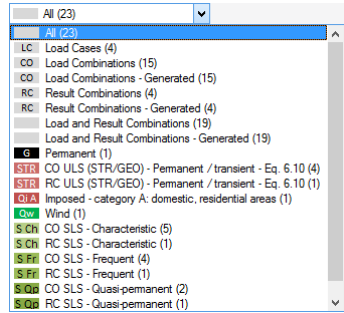 All (23)
All (23)
LC Load Cases (4)
CO Load Combinations (15)
CO Load Combinations - Generated (15)
RC Result Combinations (4)
RC Result Combinations - Generated (4)
Load and Result Combinations (19)
Load and Result Combinations - Generated (19)
G Permanent (1)
STR CO ULS (STR/GEO) - Permanent / transient - Eq. 6.10 (4)
STR RC ULS (STR/GEO) - Permanent / transient - Eq. 6.10 (1)
Qi A Imposed - category A: domestic, residential areas (1)
Qw Wind (1)
S Ch CO SLS - Characteristic (5)
S Ch RC SLS - Characteristic (1)
S Fr CO SLS - Frequent (4)
S Fr RC SLS - Frequent (1)
S Qp CO SLS - Quasi-permanent (2)
S Qp RC SLS - Quasi-permanent (1)